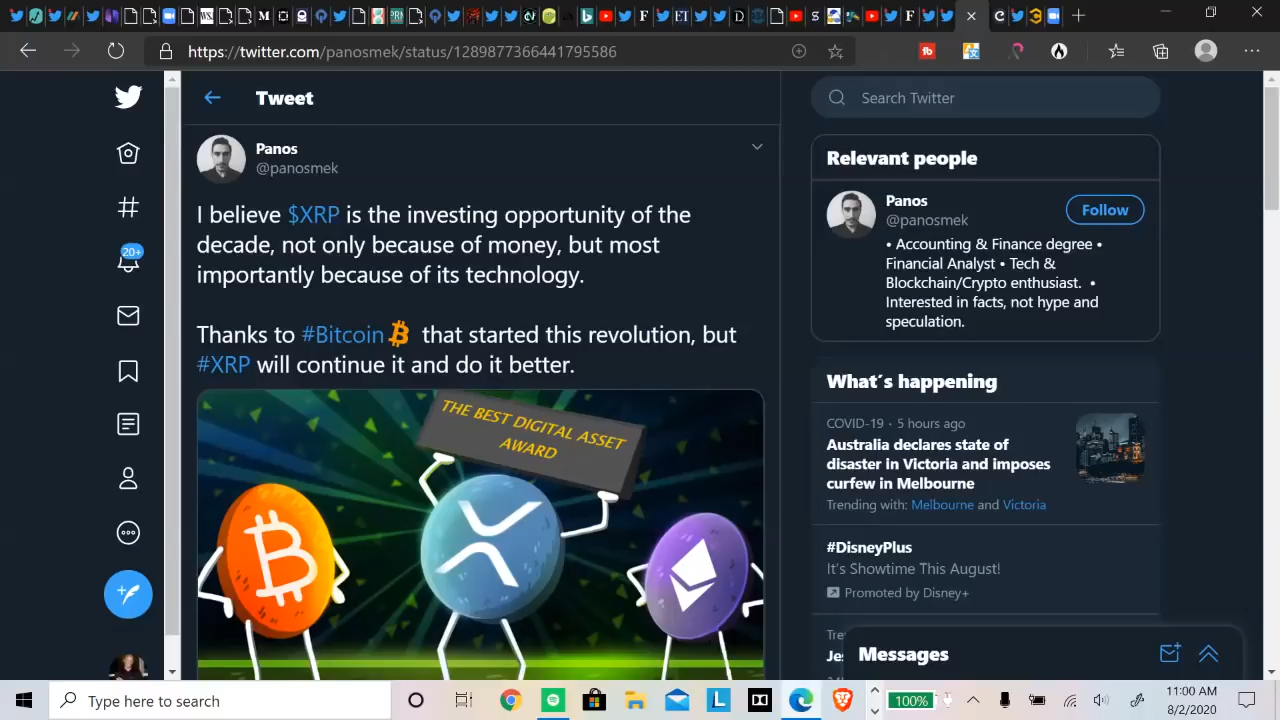 https://twitter.com/panosmek/status/1289877366441795586
Tweet
Panos
@panosmek
I believe $XRP is the investing opportunity of the
decade, not only because of money, but most
importantly because of its technology.
Thanks to #Bitcoin that started this revolution, but
#XRP will continue it and do it better.
THE BEST DIGITAL ASSET
AWARD
20+
Search Twitter
Relevant people
Panos
@panosmek
Follow
• Accounting & Finance degree •
Financial Analyst • Tech &
Blockchain/Crypto enthusiast. •
Interested in facts, not hype and
speculation.
What´s happening
COVID-19 · 5 hours ago
Australia declares state of
disaster in Victoria and imposes
curfew in Melbourne
Trending with: Melbourne and Victoria
#DisneyPlus
It's Showtime This August!
Promoted by Disney+
Messages
Type here to search
100%
11:00 AM
8/2/2020